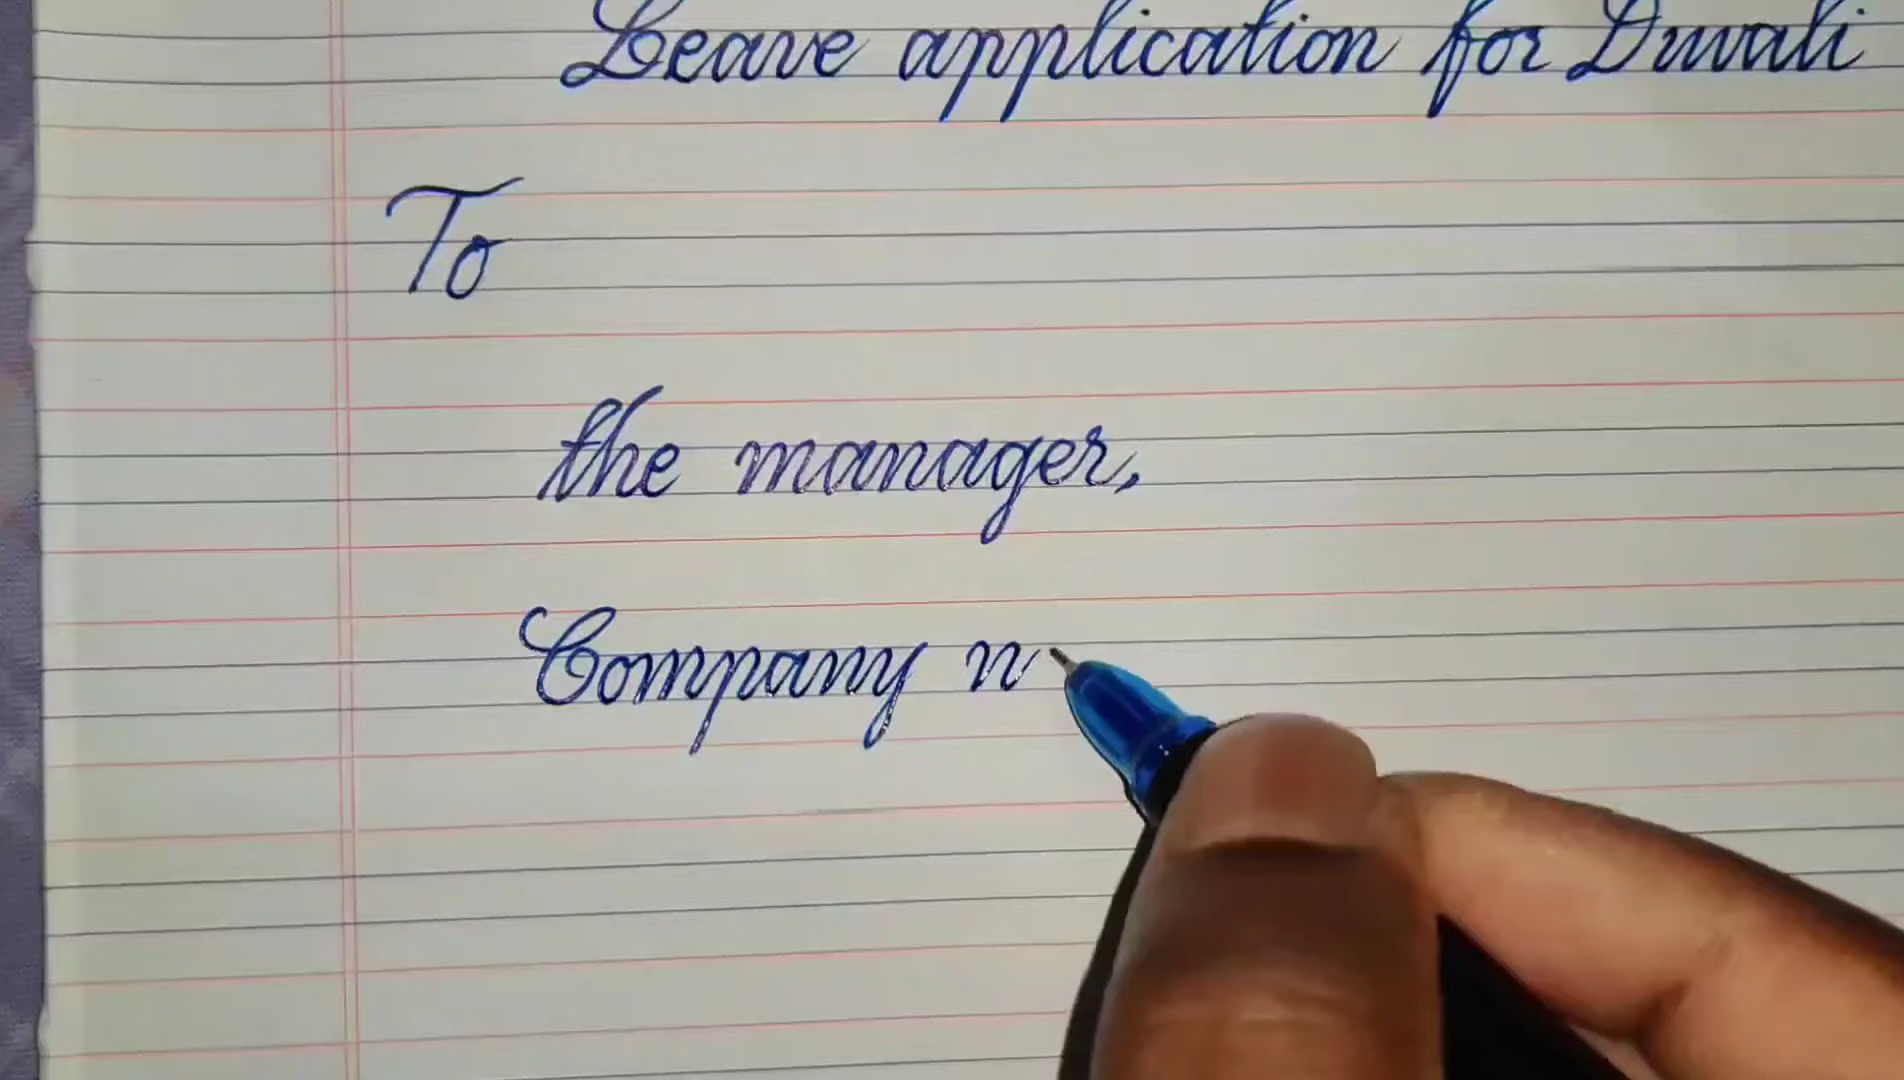 Leave application for Diwali
To
the manager,
Company n